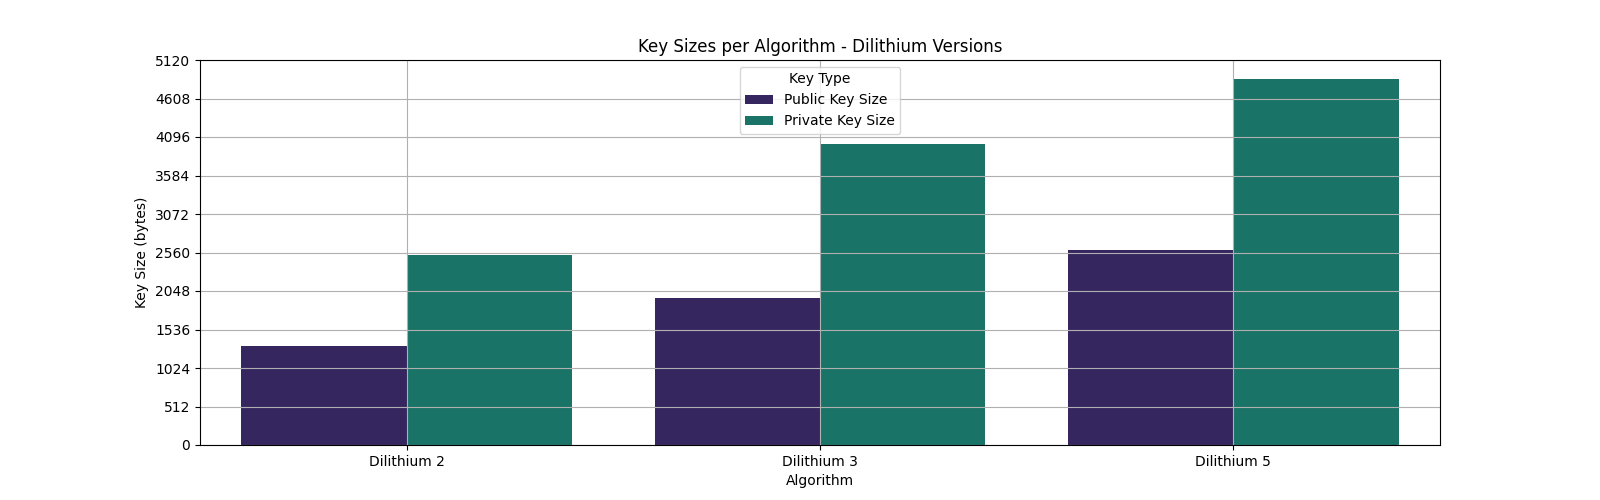 Key Sizes per Algorithm - Dilithium Versions
Key Type
Public Key Size
Private Key Size
Key Size (bytes)
5120
4608
4096
3584
3072
2560
2048
1536
1024
512
0
Dilithium 2
Dilithium 3
Dilithium 5
Algorithm